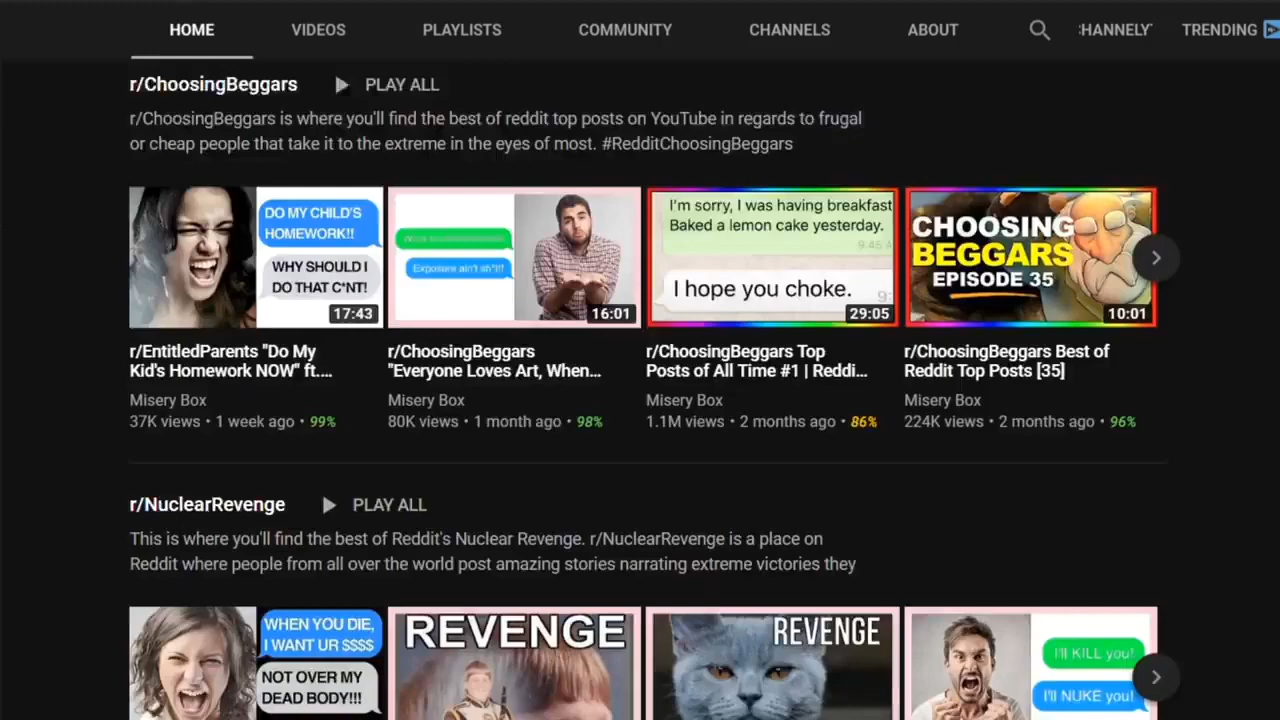 HOME VIDEOS PLAYLISTS COMMUNITY CHANNELS ABOUT HANNELY TRENDING
r/ChoosingBeggars PLAY ALL
r/ChoosingBeggars is where you'll find the best of reddit top posts on YouTube in regards to frugal
or cheap people that take it to the extreme in the eyes of most. #RedditChoosingBeggars
DO MY CHILD'S
HOMEWORK!!
WHY SHOULD I
DO THAT C*NT!
17:43
Exposure ain't sh*t!!
16:01
I'm sorry, I was having breakfast
Baked a lemon cake yesterday.
9:45
I hope you choke.
9:
29:05
CHOOSING
BEGGARS
EPISODE 35
10:01
r/EntitledParents "Do My
Kid's Homework NOW" ft....
Misery Box
37K views • 1 week ago • 99%
r/ChoosingBeggars
"Everyone Loves Art, When...
Misery Box
80K views • 1 month ago • 98%
r/ChoosingBeggars Top
Posts of All Time #1 | Reddi...
Misery Box
1.1M views • 2 months ago • 86%
r/ChoosingBeggars Best of
Reddit Top Posts [35]
Misery Box
224K views • 2 months ago • 96%
r/NuclearRevenge PLAY ALL
This is where you'll find the best of Reddit's Nuclear Revenge. r/NuclearRevenge is a place on
Reddit where people from all over the world post amazing stories narrating extreme victories they
WHEN YOU DIE,
I WANT UR $$$$
NOT OVER MY
DEAD BODY!!!
REVENGE
REVENGE
I'll KILL you!
I'll NUKE you!